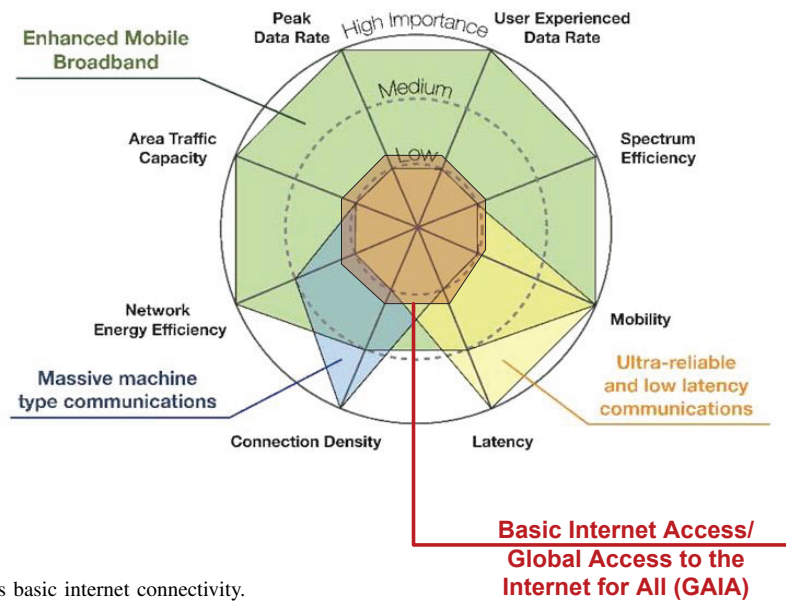 Peak
Data Rate
High Importance
User Experienced
Data Rate
Enhanced Mobile
Broadband
Medium
Area Traffic
Capacity
Low
Spectrum
Efficiency
Network
Energy Efficiency
Mobility
Massive machine
type communications
Ultra-reliable
and low latency
communications
Connection Density
Latency
Basic Internet Access/
Global Access to the
Internet for All (GAIA)
s basic internet connectivity.